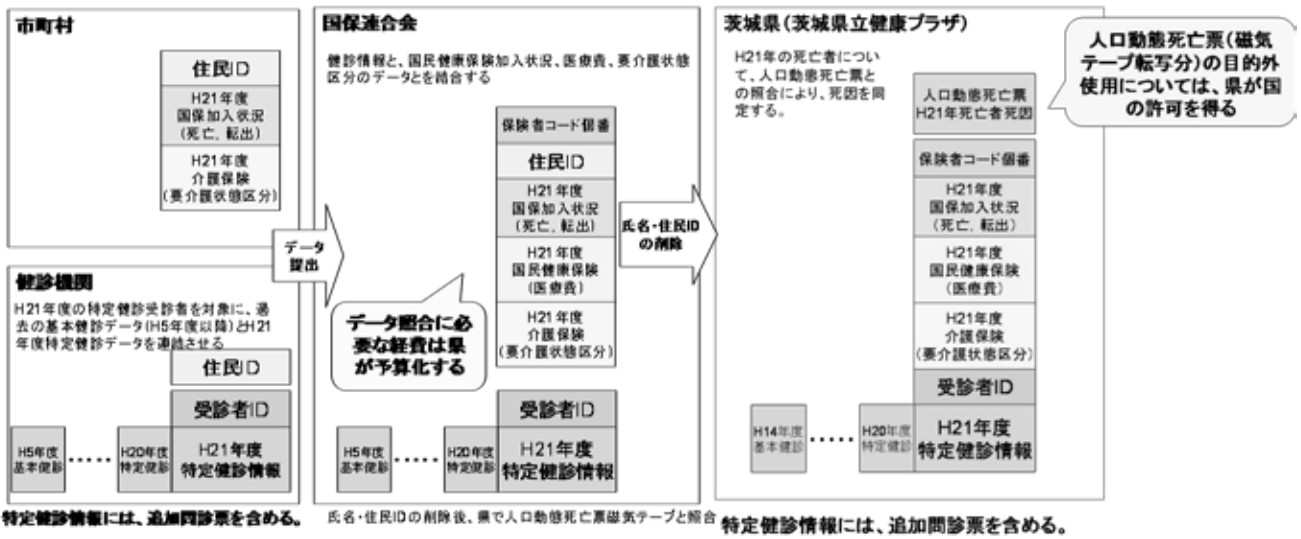 市町村
住民ID
H21年度
国保加入状況
(死亡、転出)
H21年度
介護保険
(要介護状態区分)
健診機関
H21年度の特定健診受診者を対象に、過
去の基本健診データ(H5年度以降)とH21
年度特定健診データを連結させる
住民ID
受診者ID
H5年度
基本健診
・・・・・
H20年度
特定健診
H21年度
特定健診情報
特定健診情報には、追加問診票を含める。
データ
提出
国保連合会
健診情報と、国民健康保険加入状況、医療費、要介護状態
区分のデータとを結合する
保険者コード個番
住民ID
H21年度
国保加入状況
(死亡、転出)
H21年度
国民健康保険
(医療費)
H21年度
介護保険
(要介護状態区分)
データ照合に必
要な経費は県
が予算化する
受診者ID
H5年度
基本健診
・・・・・
H20年度
特定健診
H21年度
特定健診情報
氏名・住民IDの削除後、県で人口動態死亡票磁気テープと照合
氏名・住民ID
の削除
茨城県(茨城県立健康プラザ)
H21年の死亡者につい
て、人口動態死亡票と
の照合により、死因を同
定する。
人口動態死亡票
H21年死亡者死因
人口動態死亡票(磁気
テープ転写分)の目的外
使用については、県が国
の許可を得る
保険者コード個番
H21年度
国保加入状況
(死亡、転出)
H21年度
国民健康保険
(医療費)
H21年度
介護保険
(要介護状態区分)
受診者ID
H14年度
基本健診
・・・・・
H20年度
特定健診
H21年度
特定健診情報
特定健診情報には、追加問診票を含める。